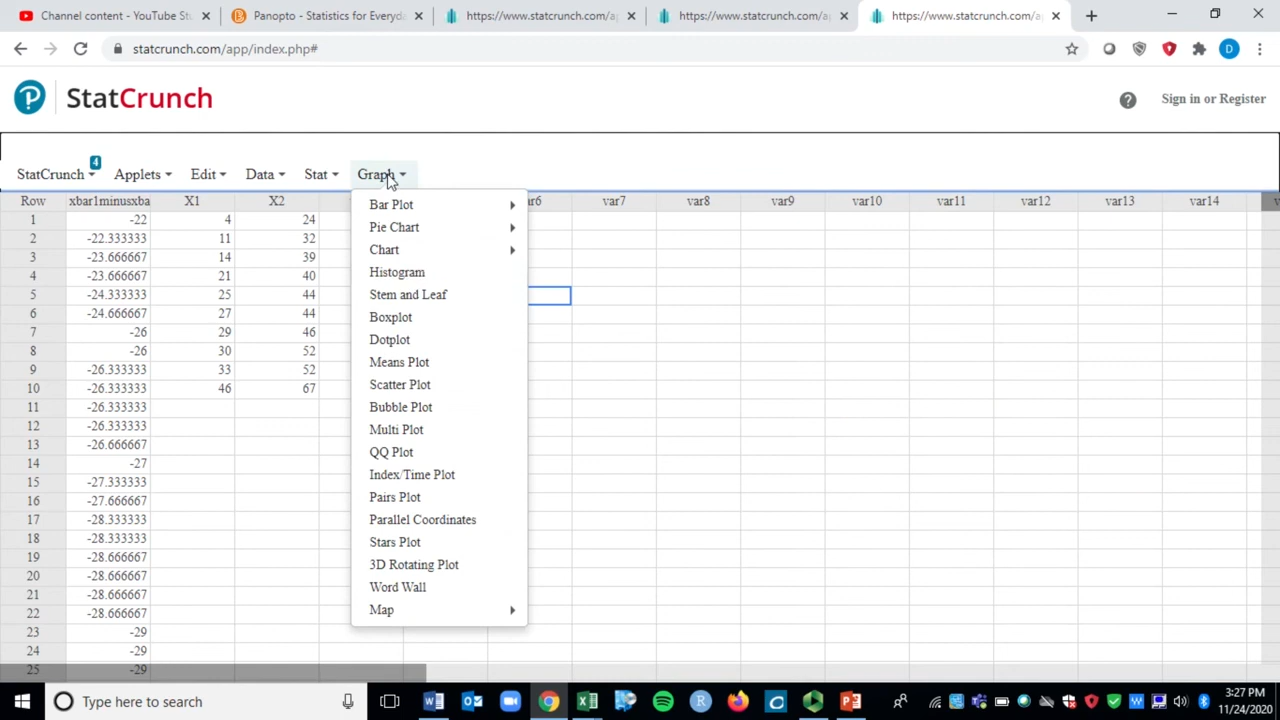 Channel content - YouTube St
Panopto - Statistics for Everyda
https://www.statcrunch.com/a
https://www.statcrunch.com/a
https://www.statcrunch.com/a
statcrunch.com/app/index.php#
D
P StatCrunch
Sign in or Register
4
StatCrunch Applets Edit Data Stat Graph
Row xbar1minusxba X1 X2 var6 var7 var8 var9 var10 var11 var12 var13 var14
1 -22 4 24
2 -22.333333 11 32
3 -23.666667 14 39
4 -23.666667 21 40
5 -24.333333 25 44
6 -24.666667 27 44
7 -26 29 46
8 -26 30 52
9 -26.333333 33 52
10 -26.333333 46 67
11 -26.333333
12 -26.333333
13 -26.666667
14 -27
15 -27.333333
16 -27.666667
17 -28.333333
18 -28.333333
19 -28.666667
20 -28.666667
21 -28.666667
22 -28.666667
23 -29
24 -29
25 -29
Bar Plot
Pie Chart
Chart
Histogram
Stem and Leaf
Boxplot
Dotplot
Means Plot
Scatter Plot
Bubble Plot
Multi Plot
QQ Plot
Index/Time Plot
Pairs Plot
Parallel Coordinates
Stars Plot
3D Rotating Plot
Word Wall
Map
Type here to search
3:27 PM
11/24/2020